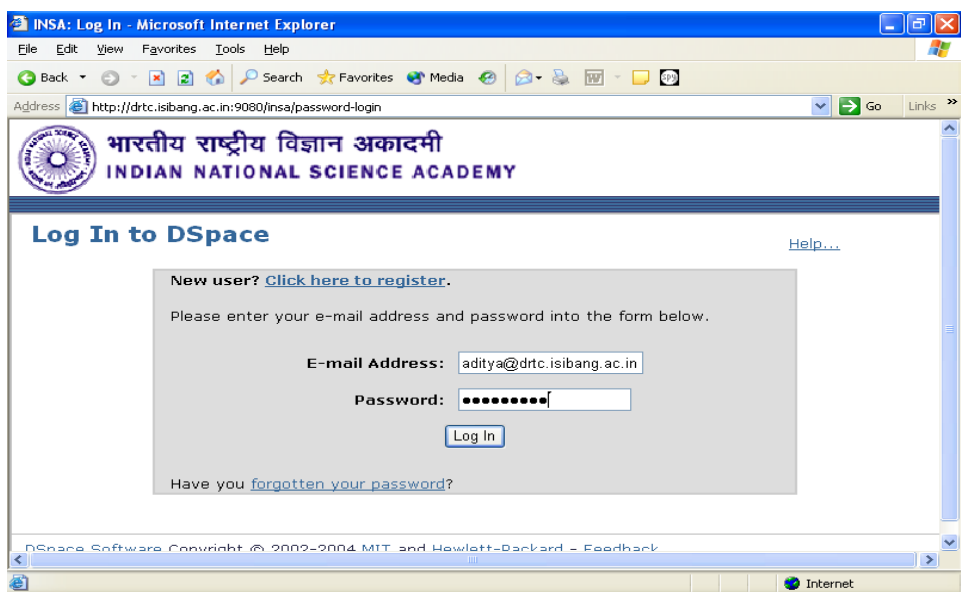 INSA: Log In - Microsoft Internet Explorer
File Edit View Favorites Tools Help
Back Search Favorites Media
Address http://drtc.isibang.ac.in:9080/insa/password-login Go Links »
भारतीय राष्ट्रीय विज्ञान अकादमी
INDIAN NATIONAL SCIENCE ACADEMY
Log In to DSpace
Help...
New user? Click here to register.
Please enter your e-mail address and password into the form below.
E-mail Address: aditya@drtc.isibang.ac.in
Password: •••••••••
Log In
Have you forgotten your password?
DSpace Software Copyright © 2002-2004 MIT and Hewlett-Packard - Feedback
Internet